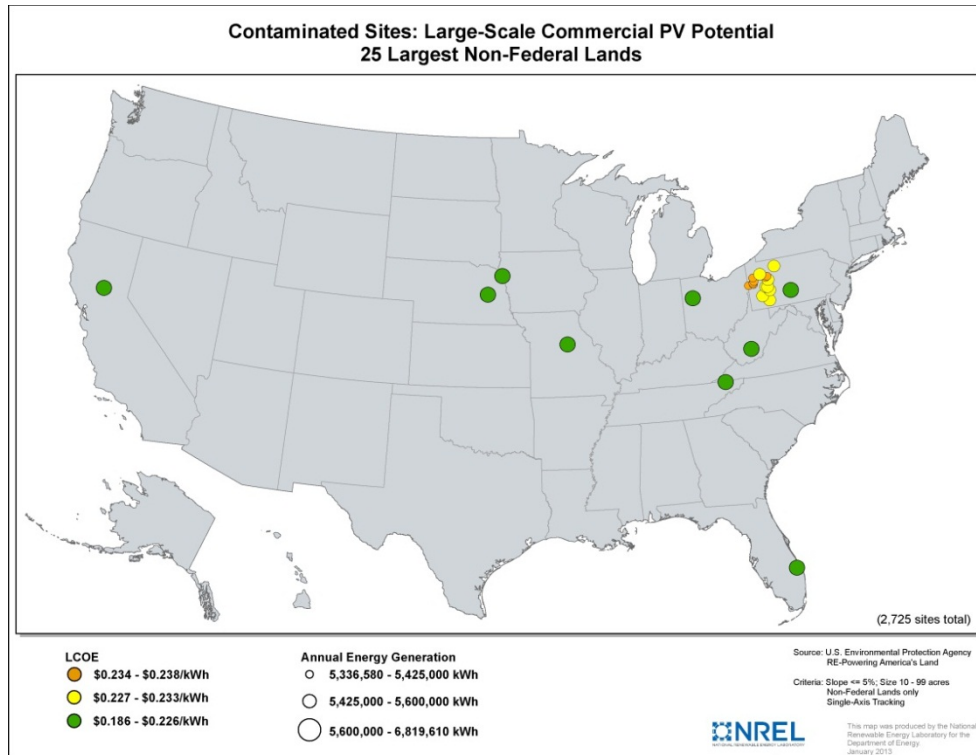 Contaminated Sites: Large-Scale Commercial PV Potential
25 Largest Non-Federal Lands
(2,725 sites total)
LCOE
$0.234 - $0.238/kWh
$0.227 - $0.233/kWh
$0.186 - $0.226/kWh
Annual Energy Generation
5,336,580 - 5,425,000 kWh
5,425,000 - 5,600,000 kWh
5,600,000 - 6,819,610 kWh
Source: U.S. Environmental Protection Agency
RE-Powering America's Land
Criteria: Slope <= 5%; Size 10 - 99 acres
Non-Federal Lands only
Single-Axis Tracking
NREL
NATIONAL RENEWABLE ENERGY LABORATORY
This map was produced by the National
Renewable Energy Laboratory for the
Department of Energy.
January 2013